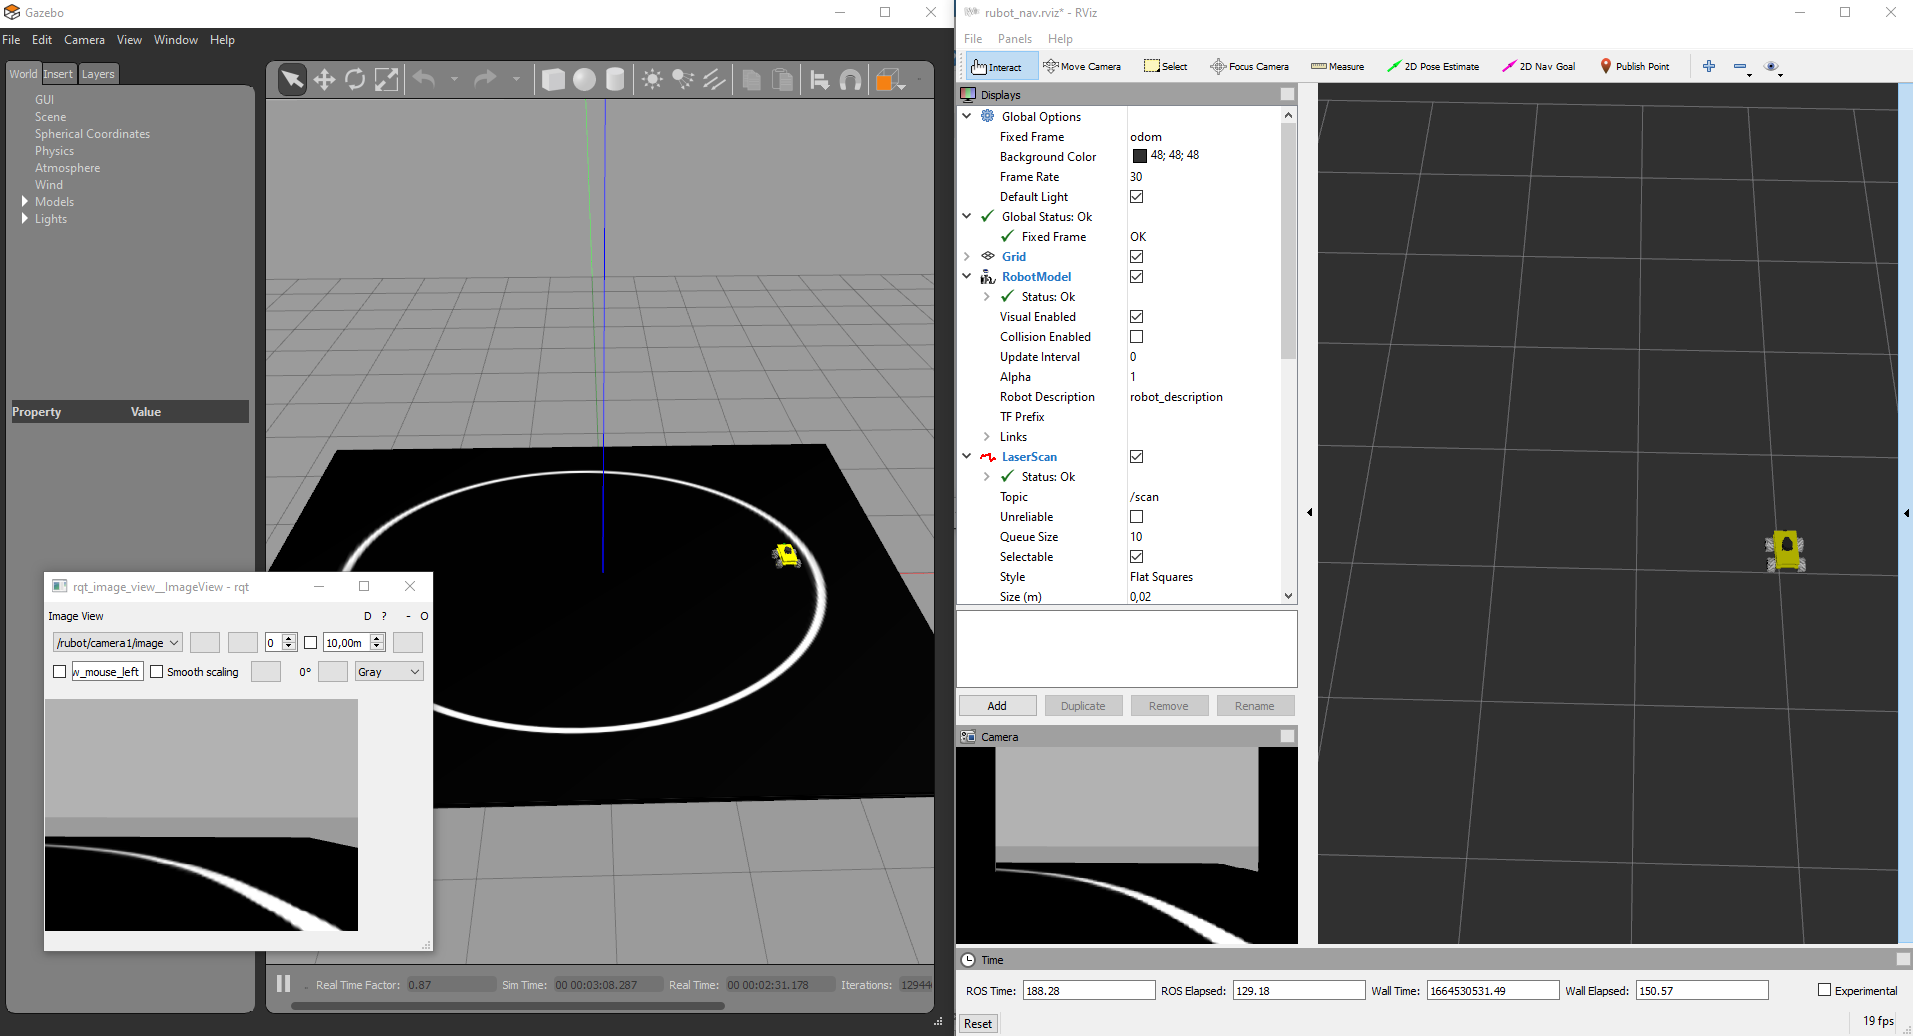 Gazebo
File Edit Camera View Window Help
World Insert Layers
GUI
Scene
Spherical Coordinates
Physics
Atmosphere
Wind
Models
Lights
Property Value
rqt_image_view__ImageView - rqt
Image View D ? - O
/rubot/camera1/image 0 10,00m
w_mouse_left Smooth scaling 0° Gray
Real Time Factor: 0.87 Sim Time: 00 00:03:08.287 Real Time: 00 00:02:31.178 Iterations: 12944
rubot_nav.rviz* - RViz
File Panels Help
Interact Move Camera Select Focus Camera Measure 2D Pose Estimate 2D Nav Goal Publish Point
Displays
Global Options
Fixed Frame odom
Background Color 48; 48; 48
Frame Rate 30
Default Light
Global Status: Ok
Fixed Frame OK
Grid
RobotModel
Status: Ok
Visual Enabled
Collision Enabled
Update Interval 0
Alpha 1
Robot Description robot_description
TF Prefix
Links
LaserScan
Status: Ok
Topic /scan
Unreliable
Queue Size 10
Selectable
Style Flat Squares
Size (m) 0,02
Add Duplicate Remove Rename
Camera
Time
ROS Time: 188.28 ROS Elapsed: 129.18 Wall Time: 1664530531.49 Wall Elapsed: 150.57 Experimental
Reset 19 fps